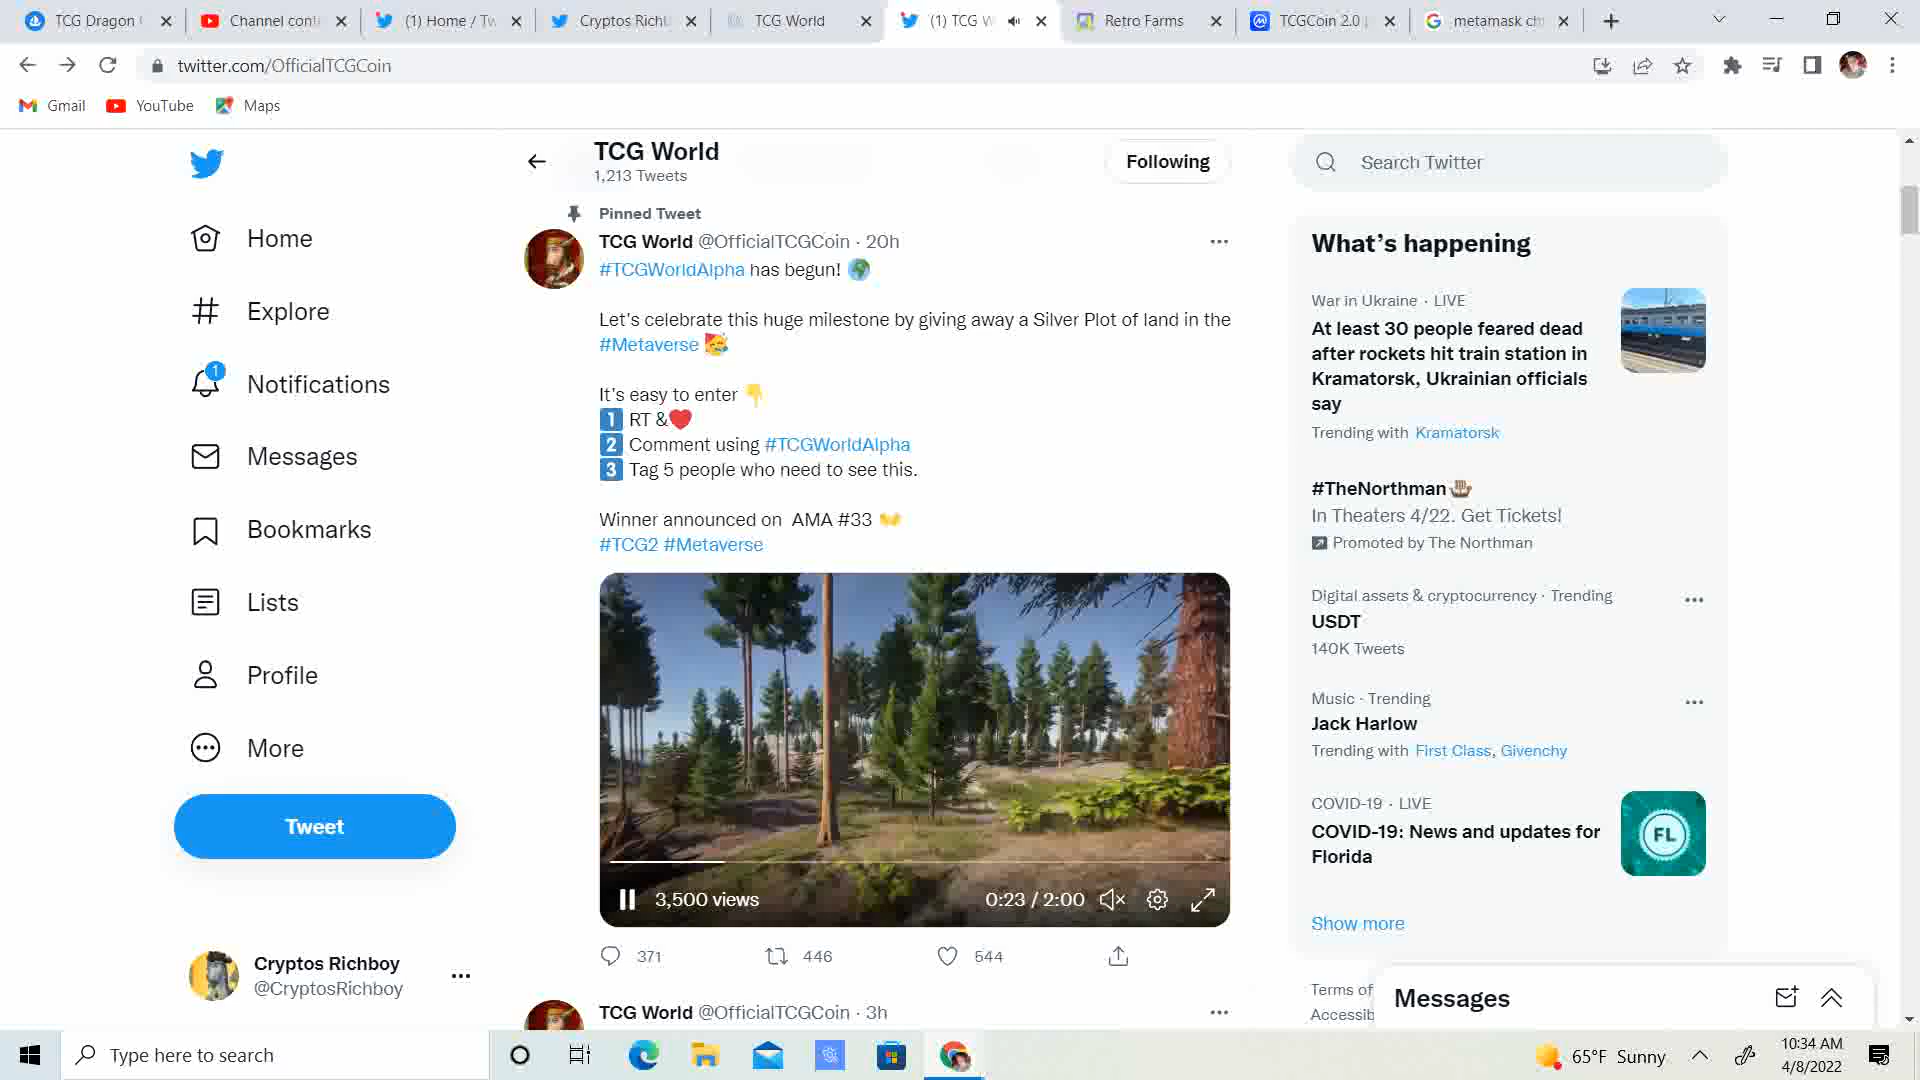 TCG Dragon
Channel cont
(1) Home / Tw
Cryptos Richl
TCG World
(1) TCG W
Retro Farms
TCGCoin 2.0
metamask ch
twitter.com/OfficialTCGCoin
Gmail
YouTube
Maps
TCG World
1,213 Tweets
Following
Search Twitter
Home
Explore
1
Notifications
Messages
Bookmarks
Lists
Profile
More
Tweet
Cryptos Richboy
@CryptosRichboy
Pinned Tweet
TCG World @OfficialTCGCoin · 20h
#TCGWorldAlpha has begun!
Let's celebrate this huge milestone by giving away a Silver Plot of land in the
#Metaverse
It's easy to enter
1 RT &
2 Comment using #TCGWorldAlpha
3 Tag 5 people who need to see this.
Winner announced on AMA #33
#TCG2 #Metaverse
3,500 views
0:23 / 2:00
371
446
544
TCG World @OfficialTCGCoin · 3h
What's happening
War in Ukraine · LIVE
At least 30 people feared dead
after rockets hit train station in
Kramatorsk, Ukrainian officials
say
Trending with Kramatorsk
#TheNorthman
In Theaters 4/22. Get Tickets!
Promoted by The Northman
Digital assets & cryptocurrency · Trending
USDT
140K Tweets
Music · Trending
Jack Harlow
Trending with First Class, Givenchy
COVID-19 · LIVE
COVID-19: News and updates for
Florida
FL
Show more
Terms of
Accessib
Messages
Type here to search
65°F Sunny
10:34 AM
4/8/2022